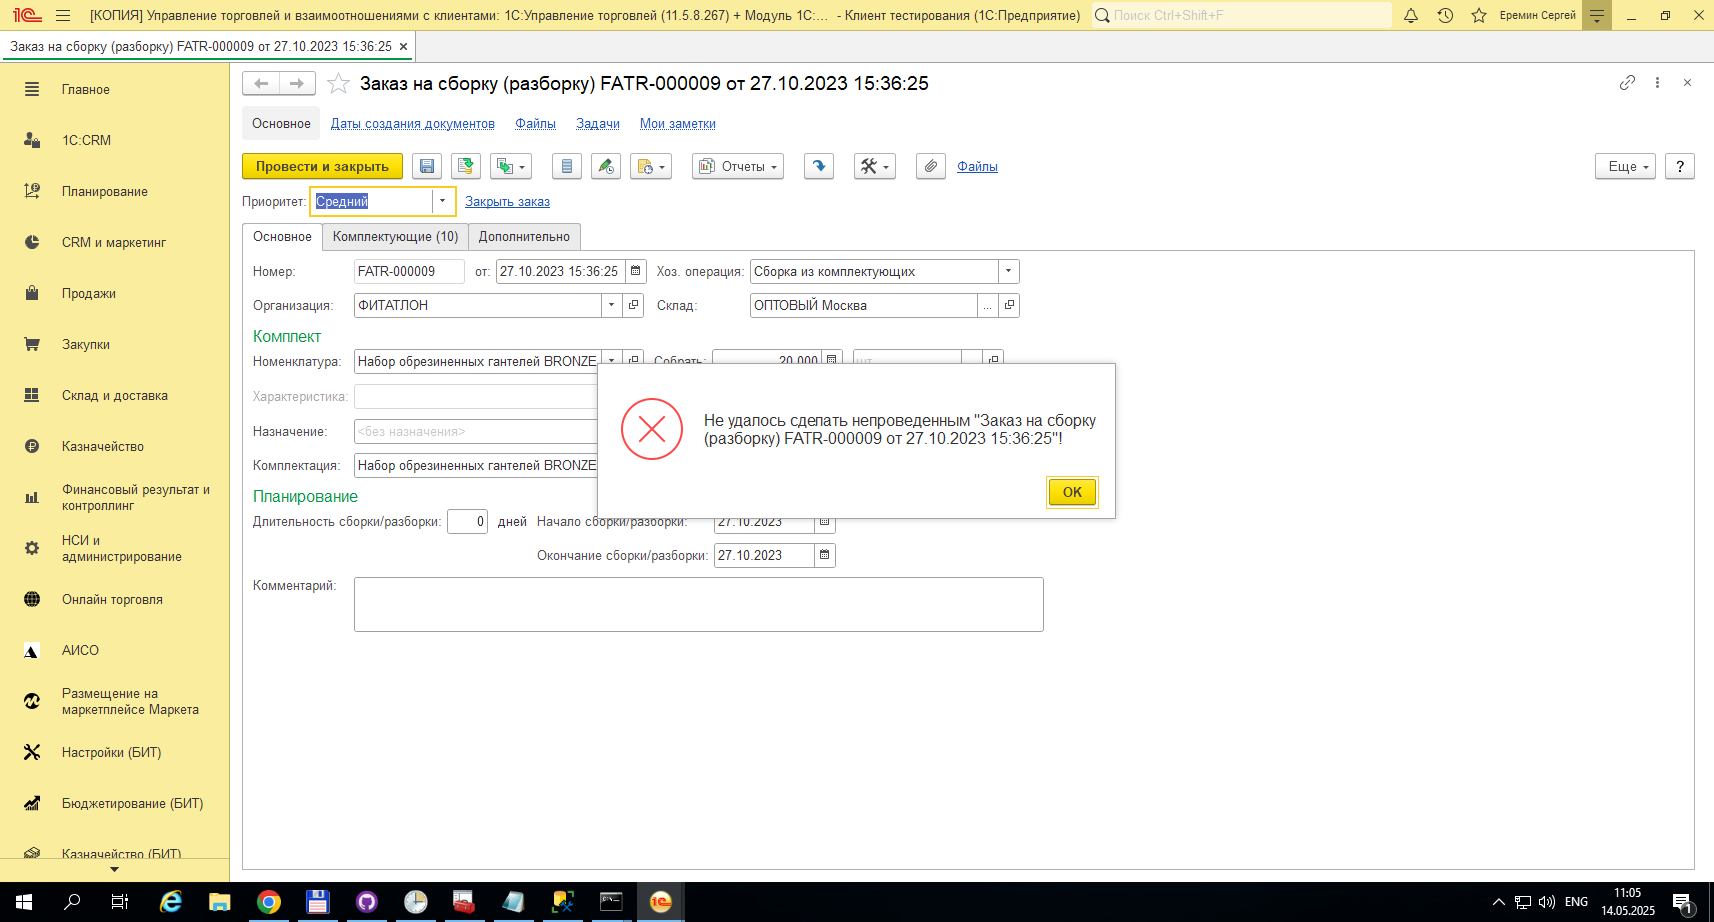 [КОПИЯ] Управление торговлей и взаимоотношениями с клиентами: 1С:Управление торговлей (11.5.8.267) + Модуль 1С:... - Клиент тестирования (1С:Предприятие)
Поиск Ctrl+Shift+F
Еремин Сергей
Заказ на сборку (разборку) FATR-000009 от 27.10.2023 15:36:25 ×
Главное
1С:CRM
Планирование
CRM и маркетинг
Продажи
Закупки
Склад и доставка
Казначейство
Финансовый результат и
контроллинг
НСИ и
администрирование
Онлайн торговля
АИСО
Размещение на
маркетплейсе Маркета
Настройки (БИТ)
Бюджетирование (БИТ)
Казначейство (БИТ)
Заказ на сборку (разборку) FATR-000009 от 27.10.2023 15:36:25
Основное Даты создания документов Файлы Задачи Мои заметки
Провести и закрыть Отчеты Файлы Еще ?
Приоритет: Средний Закрыть заказ
Основное Комплектующие (10) Дополнительно
Номер: FATR-000009 от: 27.10.2023 15:36:25 Хоз. операция: Сборка из комплектующих
Организация: ФИТАТЛОН Склад: ОПТОВЫЙ Москва ...
Комплект
Номенклатура: Набор обрезиненных гантелей BRONZE Собрать: 20,000 шт
Характеристика:
Назначение: <без назначения>
Комплектация: Набор обрезиненных гантелей BRONZE
Не удалось сделать непроведенным "Заказ на сборку
(разборку) FATR-000009 от 27.10.2023 15:36:25"!
OK
Планирование
Длительность сборки/разборки: 0 дней Начало сборки/разборки: 27.10.2023
Окончание сборки/разборки: 27.10.2023
Комментарий:
ENG
11:05
14.05.2025
1